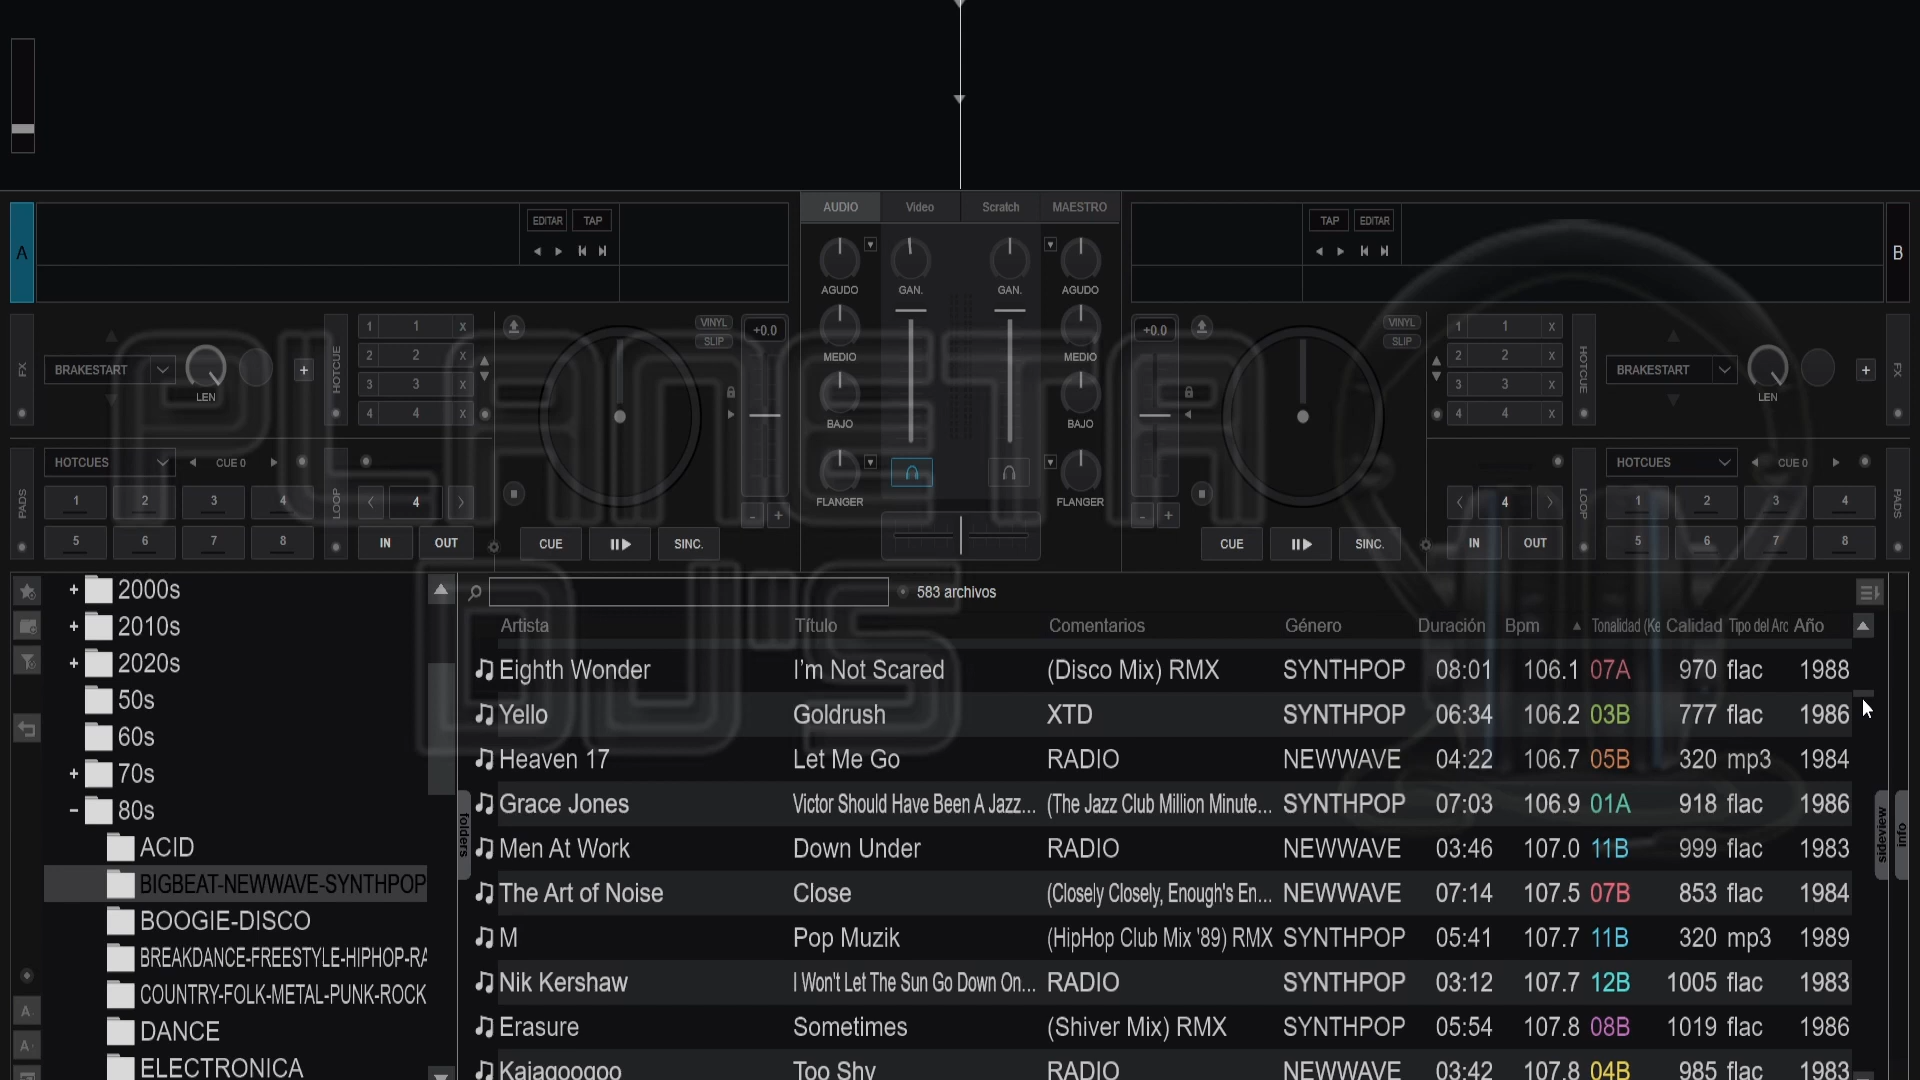 AUDIO Video Scratch MAESTRO
A EDITAR TAP TAP EDITAR B
AGUDO GAN. GAN. AGUDO
MEDIO MEDIO
BAJO BAJO
FLANGER FLANGER
FX BRAKESTART LEN + HOTCUE
1 1 x
2 2 x
3 3 x
4 4 x
VINYL
SLIP
+0.0
PADS HOTCUES CUE 0 LOOP
1 2 3 4
5 6 7 8
< 4 >
IN OUT
CUE SINC.
- +
+0.0
VINYL
SLIP
1 1 x
2 2 x
3 3 x
4 4 x
HOTCUE BRAKESTART LEN + FX
- +
CUE SINC.
< 4 >
IN OUT
LOOP HOTCUES CUE 0 PADS
1 2 3 4
5 6 7 8
PLANETA
DJ'S
+ 2000s
+ 2010s
+ 2020s
50s
60s
+ 70s
- 80s
ACID
BIGBEAT-NEWWAVE-SYNTHPOP
BOOGIE-DISCO
BREAKDANCE-FREESTYLE-HIPHOP-RA
COUNTRY-FOLK-METAL-PUNK-ROCK
DANCE
ELECTRONICA
folders
583 archivos
Artista Título Comentarios Género Duración Bpm Tonalidad (Ke Calidad Tipo del Arc Año
Eighth Wonder I'm Not Scared (Disco Mix) RMX SYNTHPOP 08:01 106.1 07A 970 flac 1988
Yello Goldrush XTD SYNTHPOP 06:34 106.2 03B 777 flac 1986
Heaven 17 Let Me Go RADIO NEWWAVE 04:22 106.7 05B 320 mp3 1984
Grace Jones Victor Should Have Been A Jazz... (The Jazz Club Million Minute... SYNTHPOP 07:03 106.9 01A 918 flac 1986
Men At Work Down Under RADIO NEWWAVE 03:46 107.0 11B 999 flac 1983
The Art of Noise Close (Closely Closely, Enough's En... NEWWAVE 07:14 107.5 07B 853 flac 1984
M Pop Muzik (HipHop Club Mix '89) RMX SYNTHPOP 05:41 107.7 11B 320 mp3 1989
Nik Kershaw I Won't Let The Sun Go Down On... RADIO SYNTHPOP 03:12 107.7 12B 1005 flac 1983
Erasure Sometimes (Shiver Mix) RMX SYNTHPOP 05:54 107.8 08B 1019 flac 1986
Kajagoogoo Too Shy RADIO NEWWAVE 03:42 107.8 04B 985 flac 1983
sideview
info